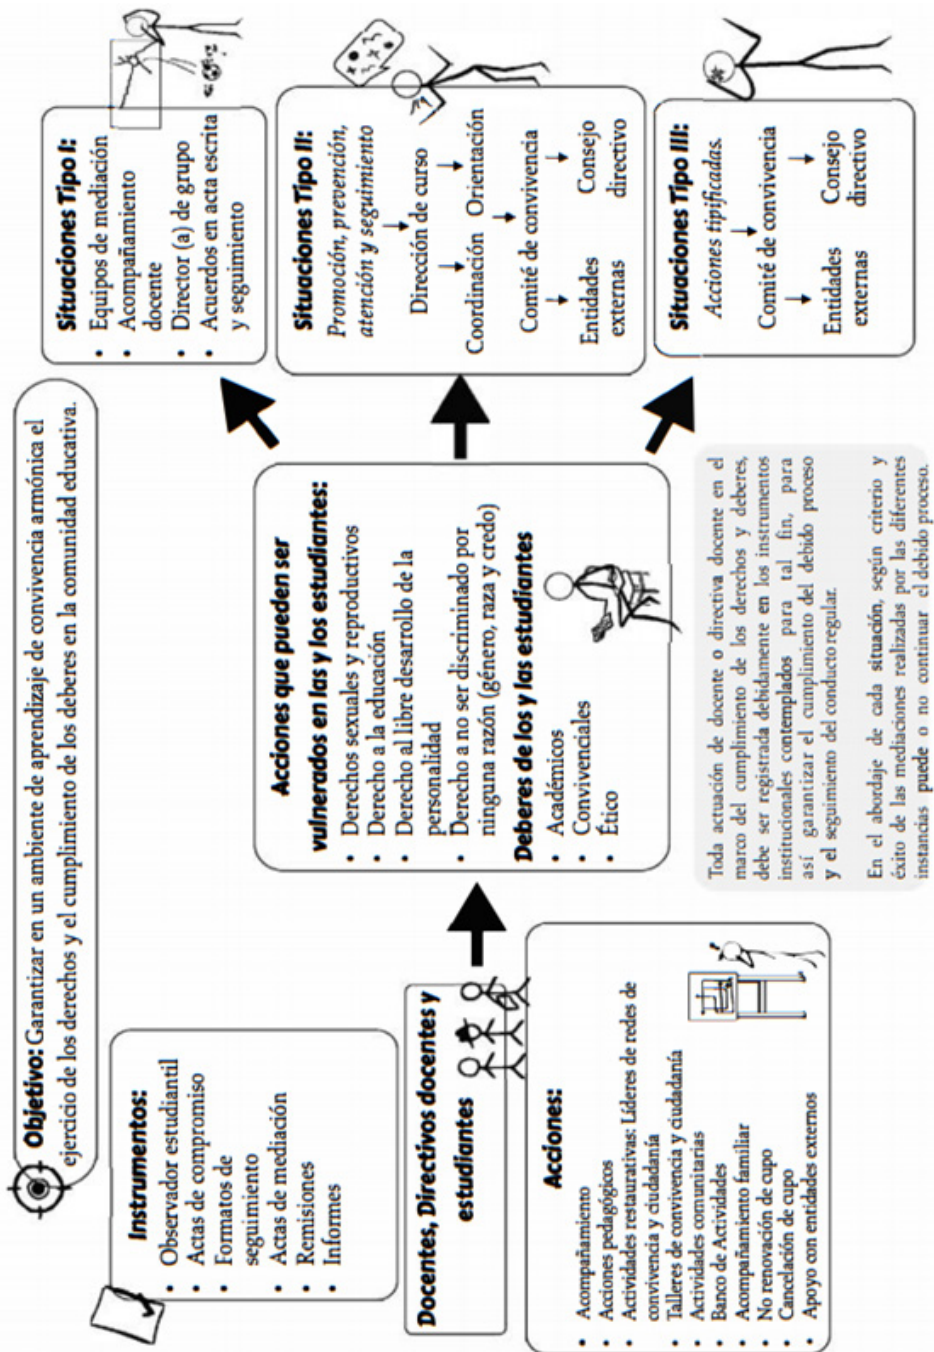 Objetivo: Garantizar en un ambiente de aprendizaje de convivencia armónica el
ejercicio de los derechos y el cumplimiento de los deberes en la comunidad educativa.
Instrumentos:
• Observador estudiantil
• Actas de compromiso
• Formatos de
seguimiento
• Actas de mediación
• Remisiones
• Informes
Docentes, Directivos docentes y
estudiantes
Acciones:
• Acompañamiento
• Acciones pedagógicos
• Actividades restaurativas: Líderes de redes de
convivencia y ciudadanía
• Talleres de convivencia y ciudadanía
• Actividades comunitarias
• Banco de Actividades
• Acompañamiento familiar
• No renovación de cupo
• Cancelación de cupo
• Apoyo con entidades externos
Acciones que pueden ser
vulnerados en las y los estudiantes:
• Derechos sexuales y reproductivos
• Derecho a la educación
• Derecho al libre desarrollo de la
personalidad
• Derecho a no ser discriminado por
ninguna razón (género, raza y credo)
Deberes de los y las estudiantes
• Académicos
• Convivenciales
• Ético
Toda actuación de docente o directiva docente en el
marco del cumplimiento de los derechos y deberes,
debe ser registrada debidamente en los instrumentos
institucionales contemplados para tal fin, para
así garantizar el cumplimiento del debido proceso
y el seguimiento del conducto regular.
En el abordaje de cada situación, según criterio y
éxito de las mediaciones realizadas por las diferentes
instancias puede o no continuar el debido proceso.
Situaciones Tipo I:
• Equipos de mediación
• Acompañamiento
docente
• Director (a) de grupo
• Acuerdos en acta escrita
y seguimiento
Situaciones Tipo II:
Promoción, prevención,
atención y seguimiento
Dirección de curso
Coordinación Orientación
Comité de convivencia
Entidades Consejo
externas directivo
Situaciones Tipo III:
Acciones tipificadas.
Comité de convivencia
Entidades Consejo
externas directivo